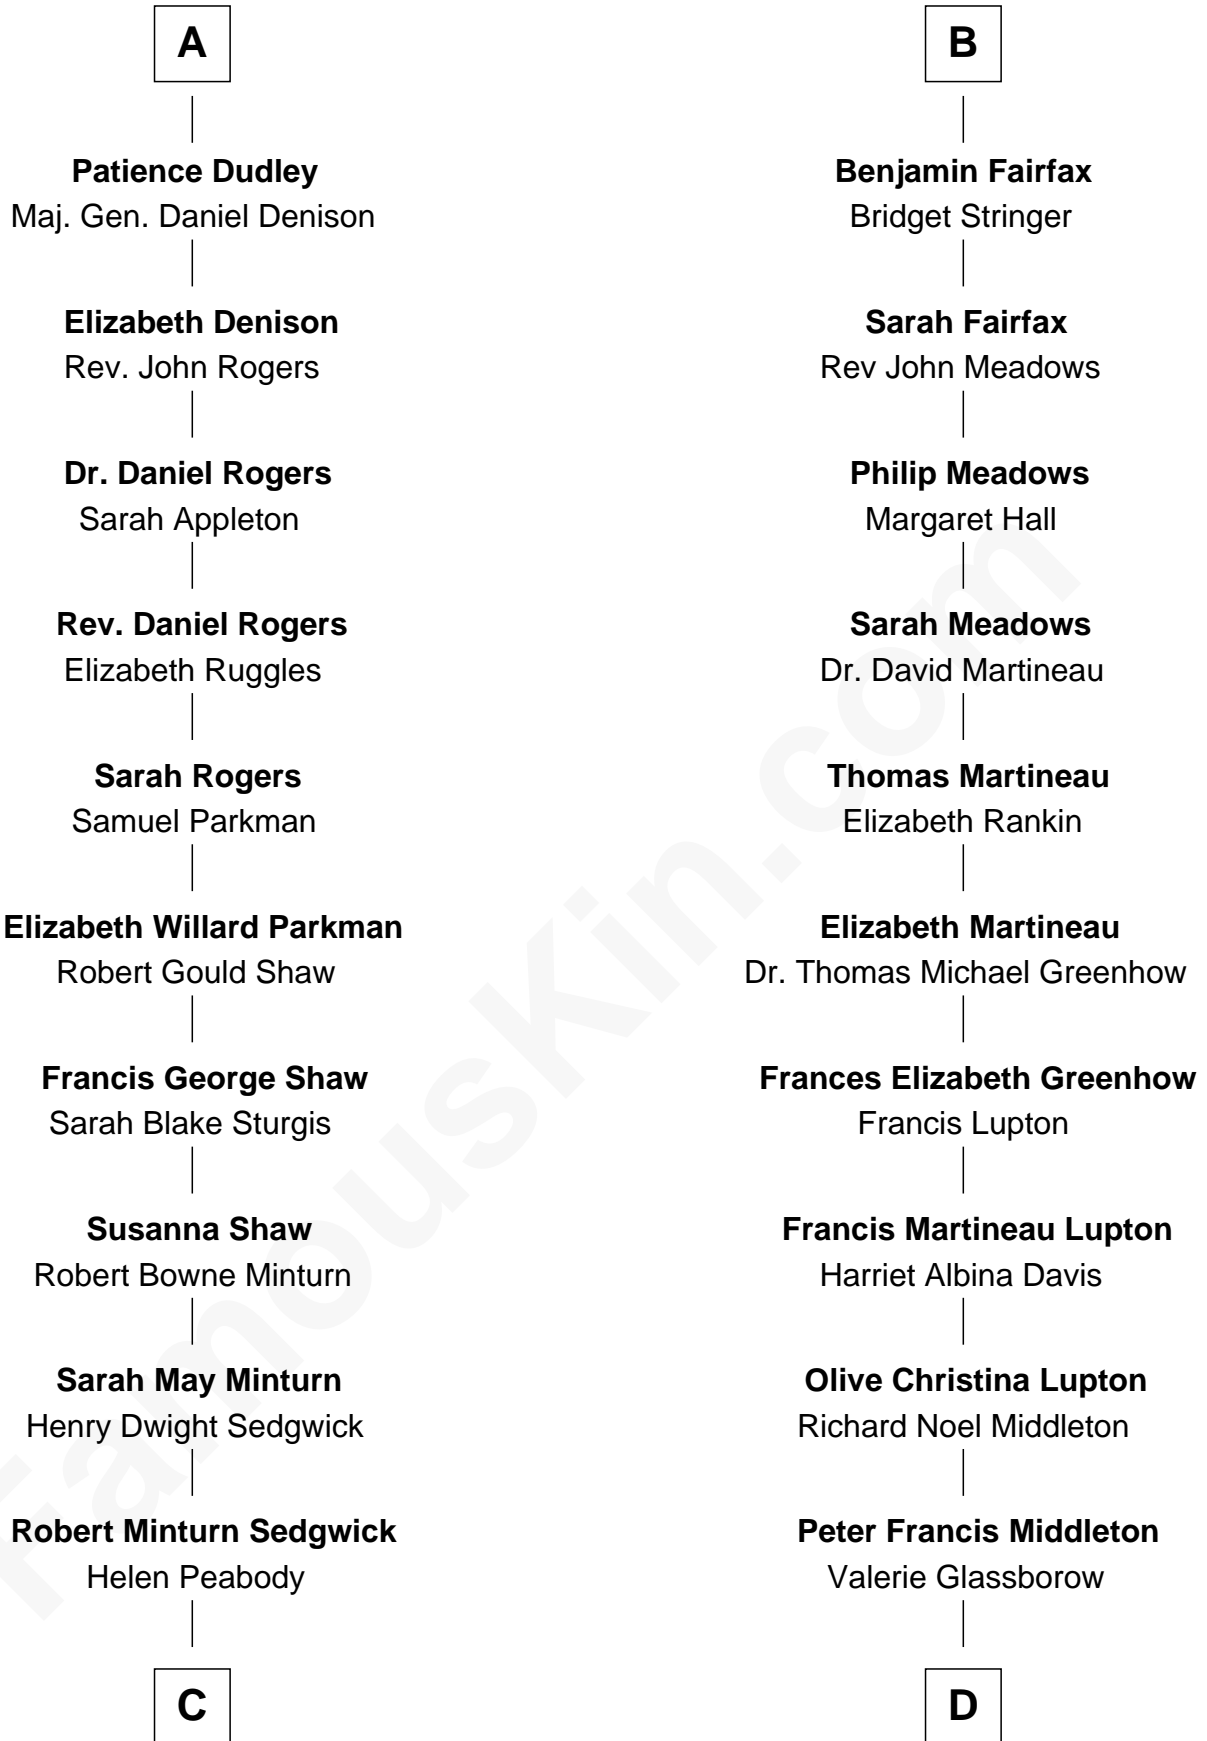 A
Patience Dudley
Maj. Gen. Daniel Denison
Elizabeth Denison
Rev. John Rogers
Dr. Daniel Rogers
Sarah Appleton
Rev. Daniel Rogers
Elizabeth Ruggles
Sarah Rogers
Samuel Parkman
Elizabeth Willard Parkman
Robert Gould Shaw
Francis George Shaw
Sarah Blake Sturgis
Susanna Shaw
Robert Bowne Minturn
Sarah May Minturn
Henry Dwight Sedgwick
Robert Minturn Sedgwick
Helen Peabody
C
B
Benjamin Fairfax
Bridget Stringer
Sarah Fairfax
Rev John Meadows
Philip Meadows
Margaret Hall
Sarah Meadows
Dr. David Martineau
Thomas Martineau
Elizabeth Rankin
Elizabeth Martineau
Dr. Thomas Michael Greenhow
Frances Elizabeth Greenhow
Francis Lupton
Francis Martineau Lupton
Harriet Albina Davis
Olive Christina Lupton
Richard Noel Middleton
Peter Francis Middleton
Valerie Glassborow
D
FamousKin.com